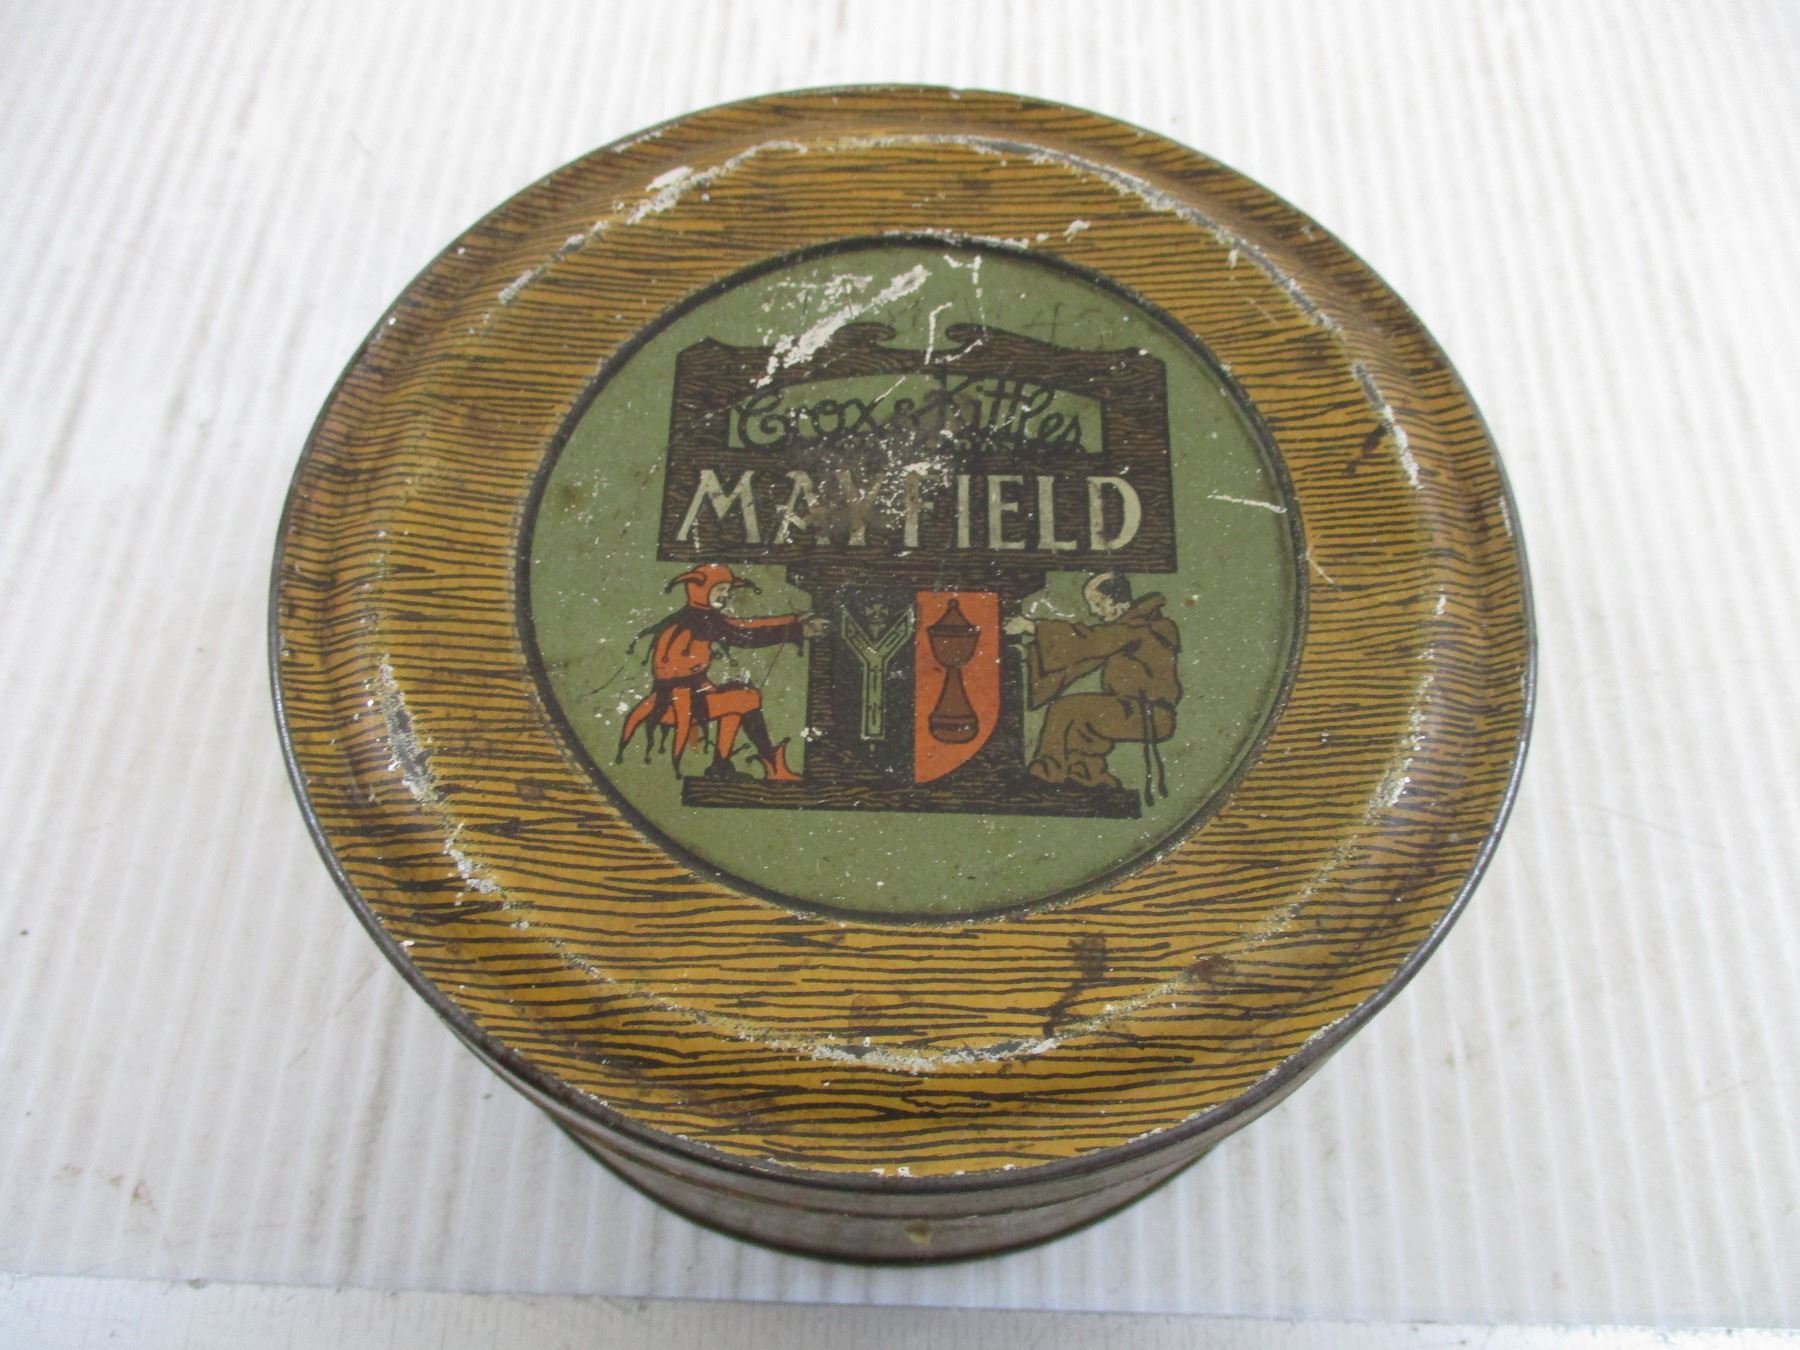 Crox & Kittles
MAYFIELD